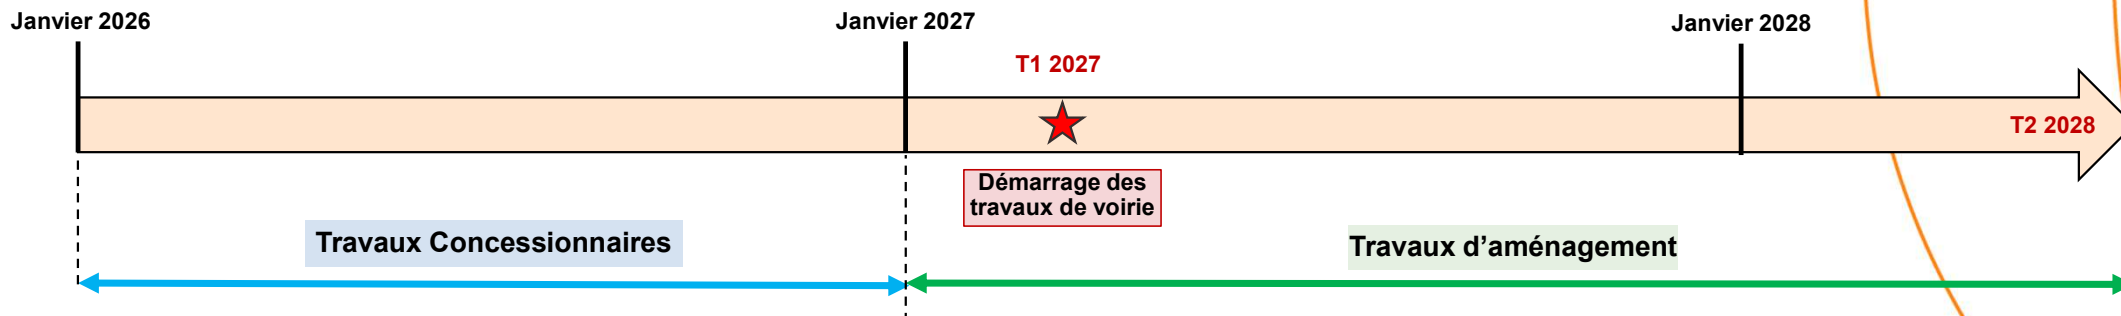 Janvier 2026
Janvier 2027
Janvier 2028
T1 2027
T2 2028
Démarrage des
travaux de voirie
Travaux Concessionnaires
Travaux d’aménagement